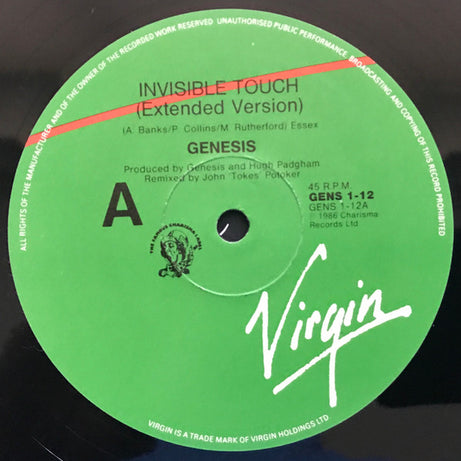 ALL RIGHTS OF THE MANUFACTURER AND OF THE OWNER OF THE RECORDED WORK RESERVED UNAUTHORISED PUBLIC PERFORMANCE, BROADCASTING AND COPYING OF THIS RECORD PROHIBITED
INVISIBLE TOUCH
(Extended Version)
(A. Banks/P. Collins/M. Rutherford) Essex
GENESIS
Produced by Genesis and Hugh Padgham
Remixed by John 'Tokes' Potoker
A
45 R.P.M.
GENS 1-12
GENS 1-12A
℗ 1986 Charisma
Records Ltd
THE FAMOUS CHARISMA LABEL
Virgin
VIRGIN IS A TRADE MARK OF VIRGIN HOLDINGS LTD